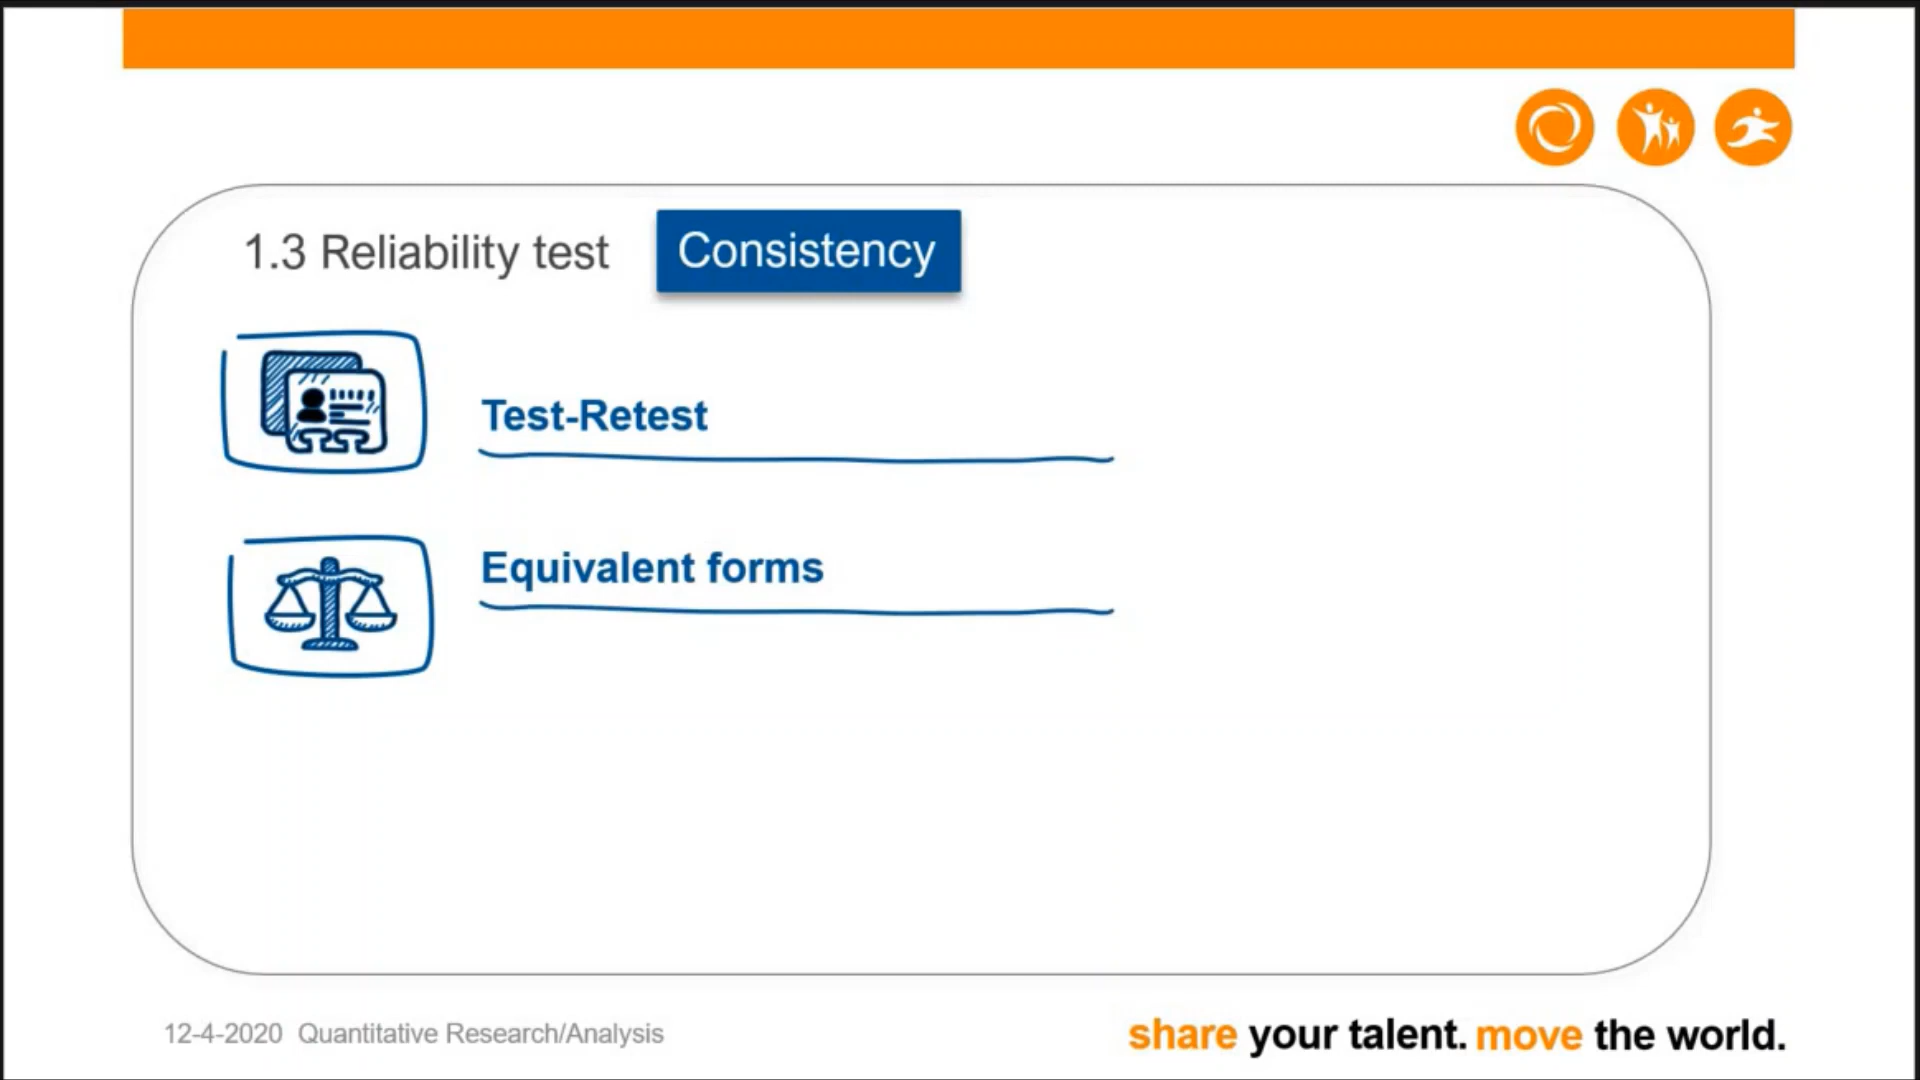 1.3 Reliability test Consistency
Test-Retest
Equivalent forms
12-4-2020 Quantitative Research/Analysis
share your talent. move the world.